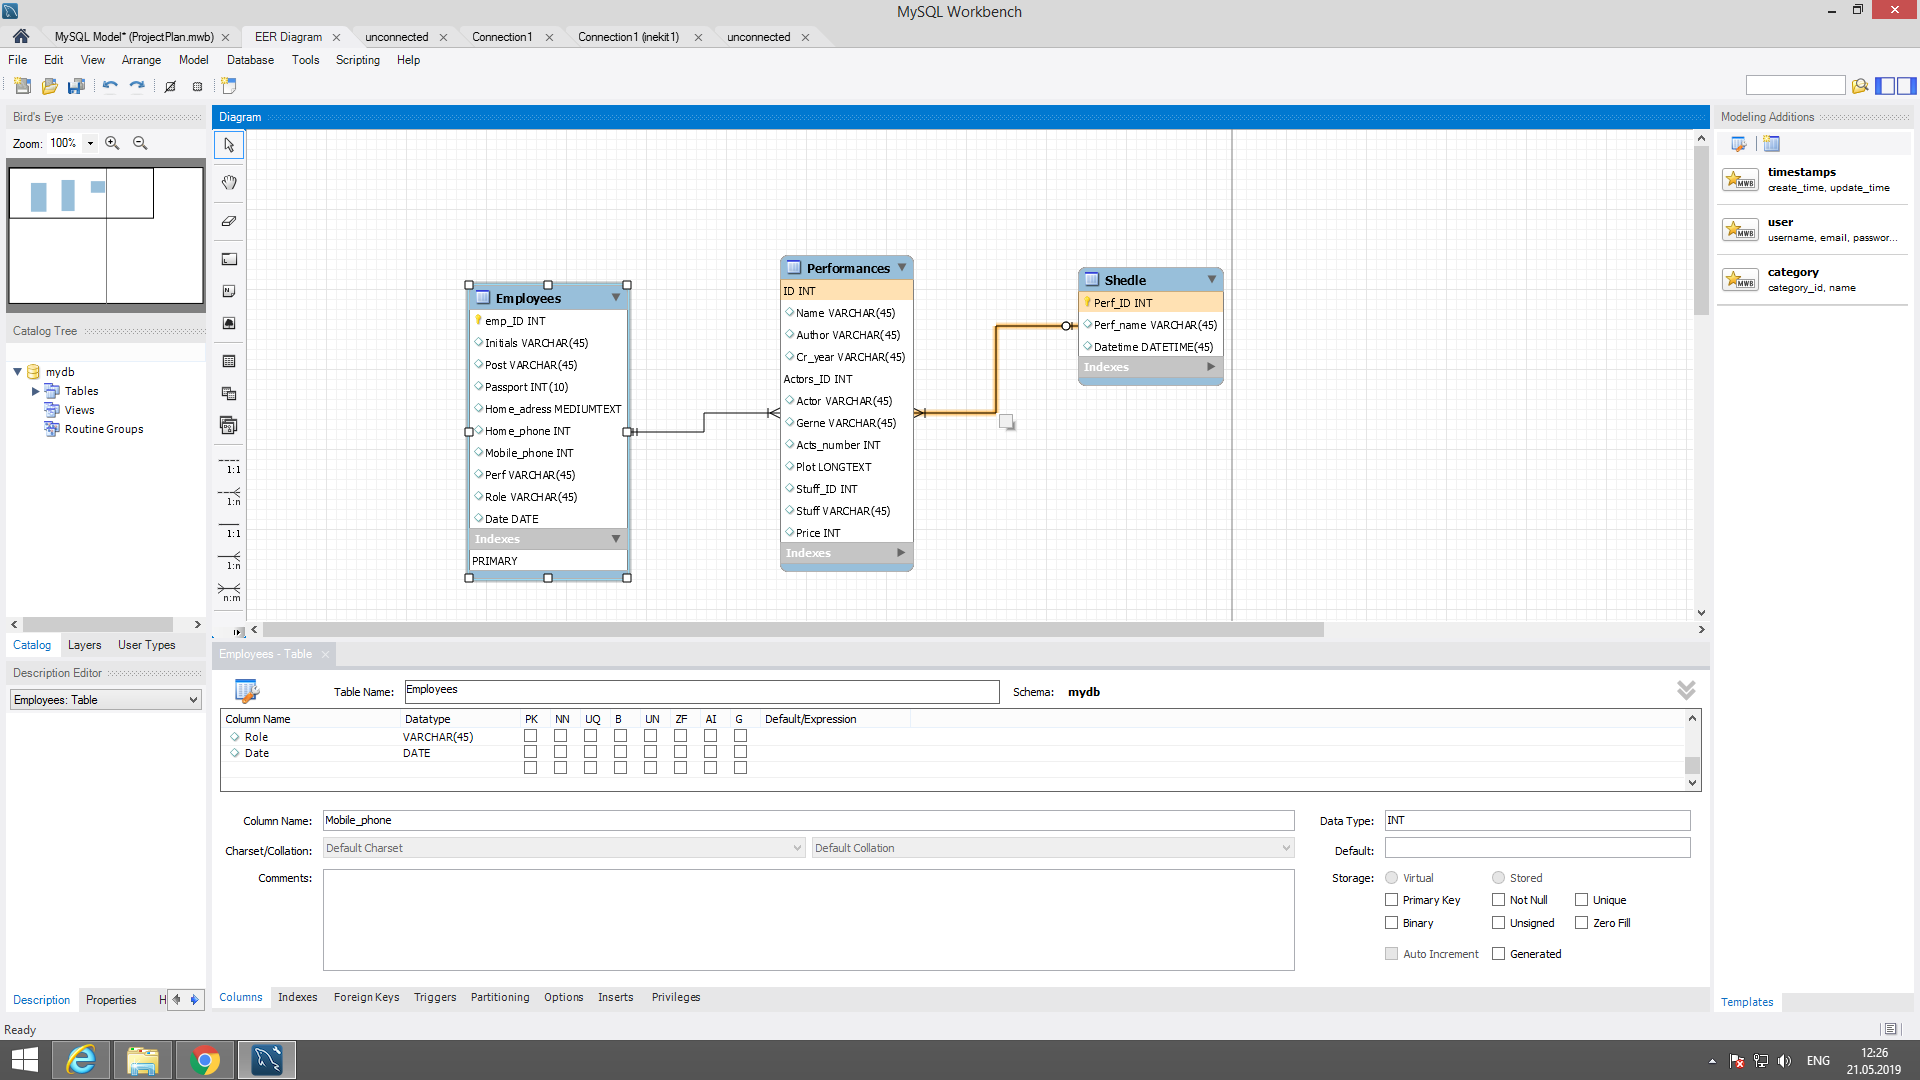 MySQL Workbench
MySQL Model* (ProjectPlan.mwb)
EER Diagram
unconnected
Connection1
Connection1 (inekit1)
unconnected
File Edit View Arrange Model Database Tools Scripting Help
Bird's Eye
Zoom: 100%
Catalog Tree
mydb
Tables
Views
Routine Groups
Catalog Layers User Types
Description Editor
Employees: Table
Description Properties H
Diagram
1:1
1:n
1:1
1:n
n:m
Employees
emp_ID INT
Initials VARCHAR(45)
Post VARCHAR(45)
Passport INT(10)
Home_adress MEDIUMTEXT
Home_phone INT
Mobile_phone INT
Perf VARCHAR(45)
Role VARCHAR(45)
Date DATE
Indexes
PRIMARY
Performances
ID INT
Name VARCHAR(45)
Author VARCHAR(45)
Cr_year VARCHAR(45)
Actors_ID INT
Actor VARCHAR(45)
Gerne VARCHAR(45)
Acts_number INT
Plot LONGTEXT
Stuff_ID INT
Stuff VARCHAR(45)
Price INT
Indexes
Shedle
Perf_ID INT
Perf_name VARCHAR(45)
Datetime DATETIME(45)
Indexes
Modeling Additions
timestamps
create_time, update_time
user
username, email, passwor...
category
category_id, name
Templates
Employees - Table
Table Name: Employees
Schema: mydb
Column Name Datatype PK NN UQ B UN ZF AI G Default/Expression
Role VARCHAR(45)
Date DATE
Column Name: Mobile_phone
Data Type: INT
Charset/Collation: Default Charset Default Collation
Default:
Comments:
Storage: Virtual Stored
Primary Key Not Null Unique
Binary Unsigned Zero Fill
Auto Increment Generated
Columns Indexes Foreign Keys Triggers Partitioning Options Inserts Privileges
Ready
ENG
12:26
21.05.2019